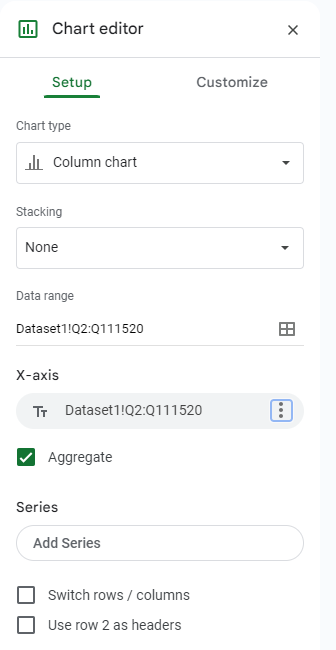 Chart editor
Setup Customize
Chart type
Column chart
Stacking
None
Data range
Dataset1!Q2:Q111520
X-axis
Tт Dataset1!Q2:Q111520
Aggregate
Series
Add Series
Switch rows / columns
Use row 2 as headers